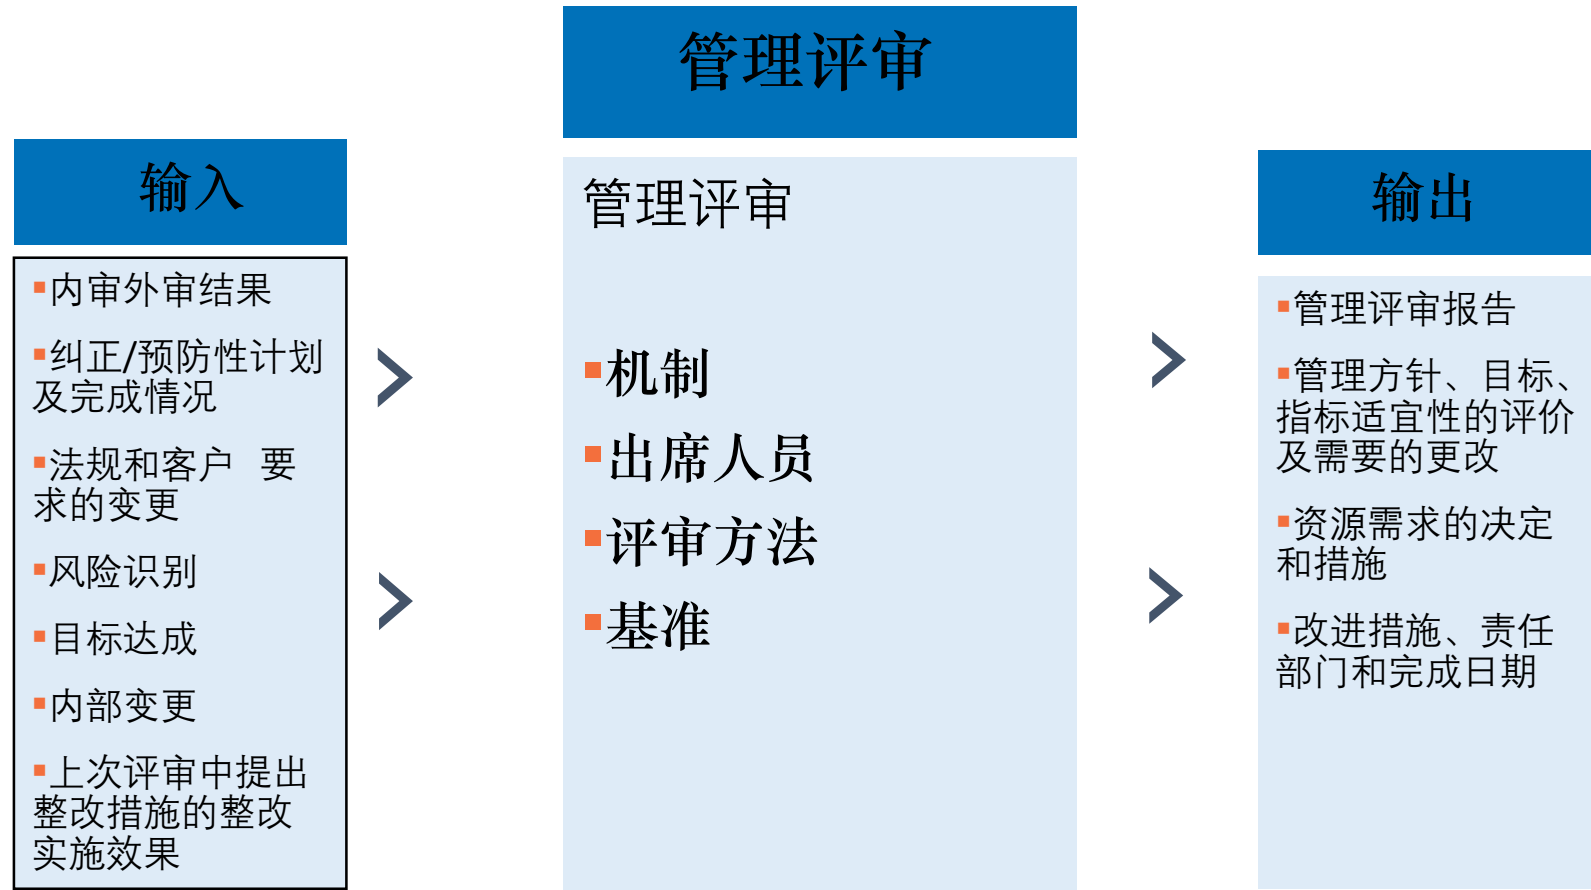 管理评审
输入
▪内审外审结果
▪纠正/预防性计划
及完成情况
▪法规和客户 要
求的变更
▪风险识别
▪目标达成
▪内部变更
▪上次评审中提出
整改措施的整改
实施效果
管理评审
▪机制
▪出席人员
▪评审方法
▪基准
输出
▪管理评审报告
▪管理方针、目标、
指标适宜性的评价
及需要的更改
▪资源需求的决定
和措施
▪改进措施、责任
部门和完成日期